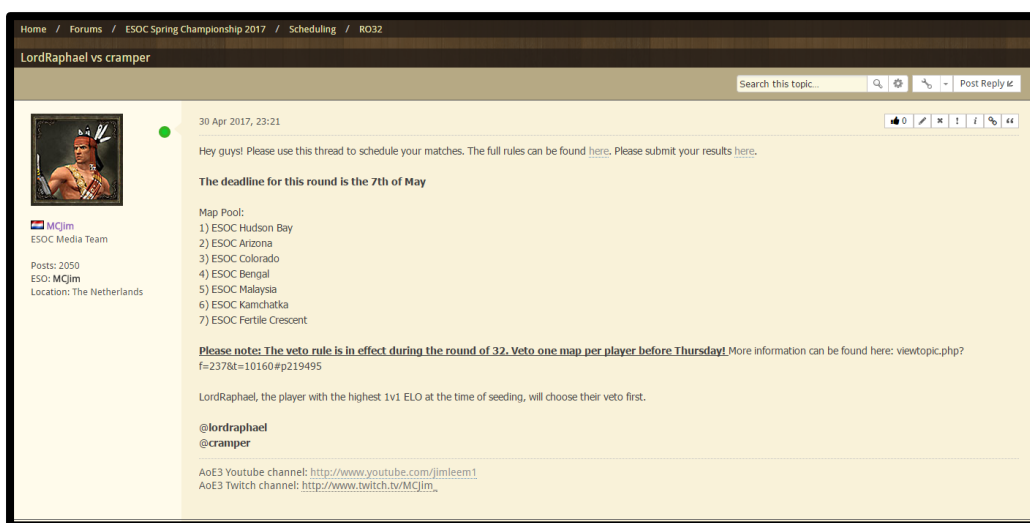 Home / Forums / ESOC Spring Championship 2017 / Scheduling / RO32
LordRaphael vs cramper
Search this topic...
Post Reply
30 Apr 2017, 23:21
0
Hey guys! Please use this thread to schedule your matches. The full rules can be found here. Please submit your results here.
The deadline for this round is the 7th of May
Map Pool:
1) ESOC Hudson Bay
2) ESOC Arizona
3) ESOC Colorado
4) ESOC Bengal
5) ESOC Malaysia
6) ESOC Kamchatka
7) ESOC Fertile Crescent
Please note: The veto rule is in effect during the round of 32. Veto one map per player before Thursday! More information can be found here: viewtopic.php?
f=237&t=10160#p219495
LordRaphael, the player with the highest 1v1 ELO at the time of seeding, will choose their veto first.
@lordraphael
@cramper
AoE3 Youtube channel: http://www.youtube.com/jimleem1
AoE3 Twitch channel: http://www.twitch.tv/MCJim_
MCJim
ESOC Media Team
Posts: 2050
ESO: MCJim
Location: The Netherlands